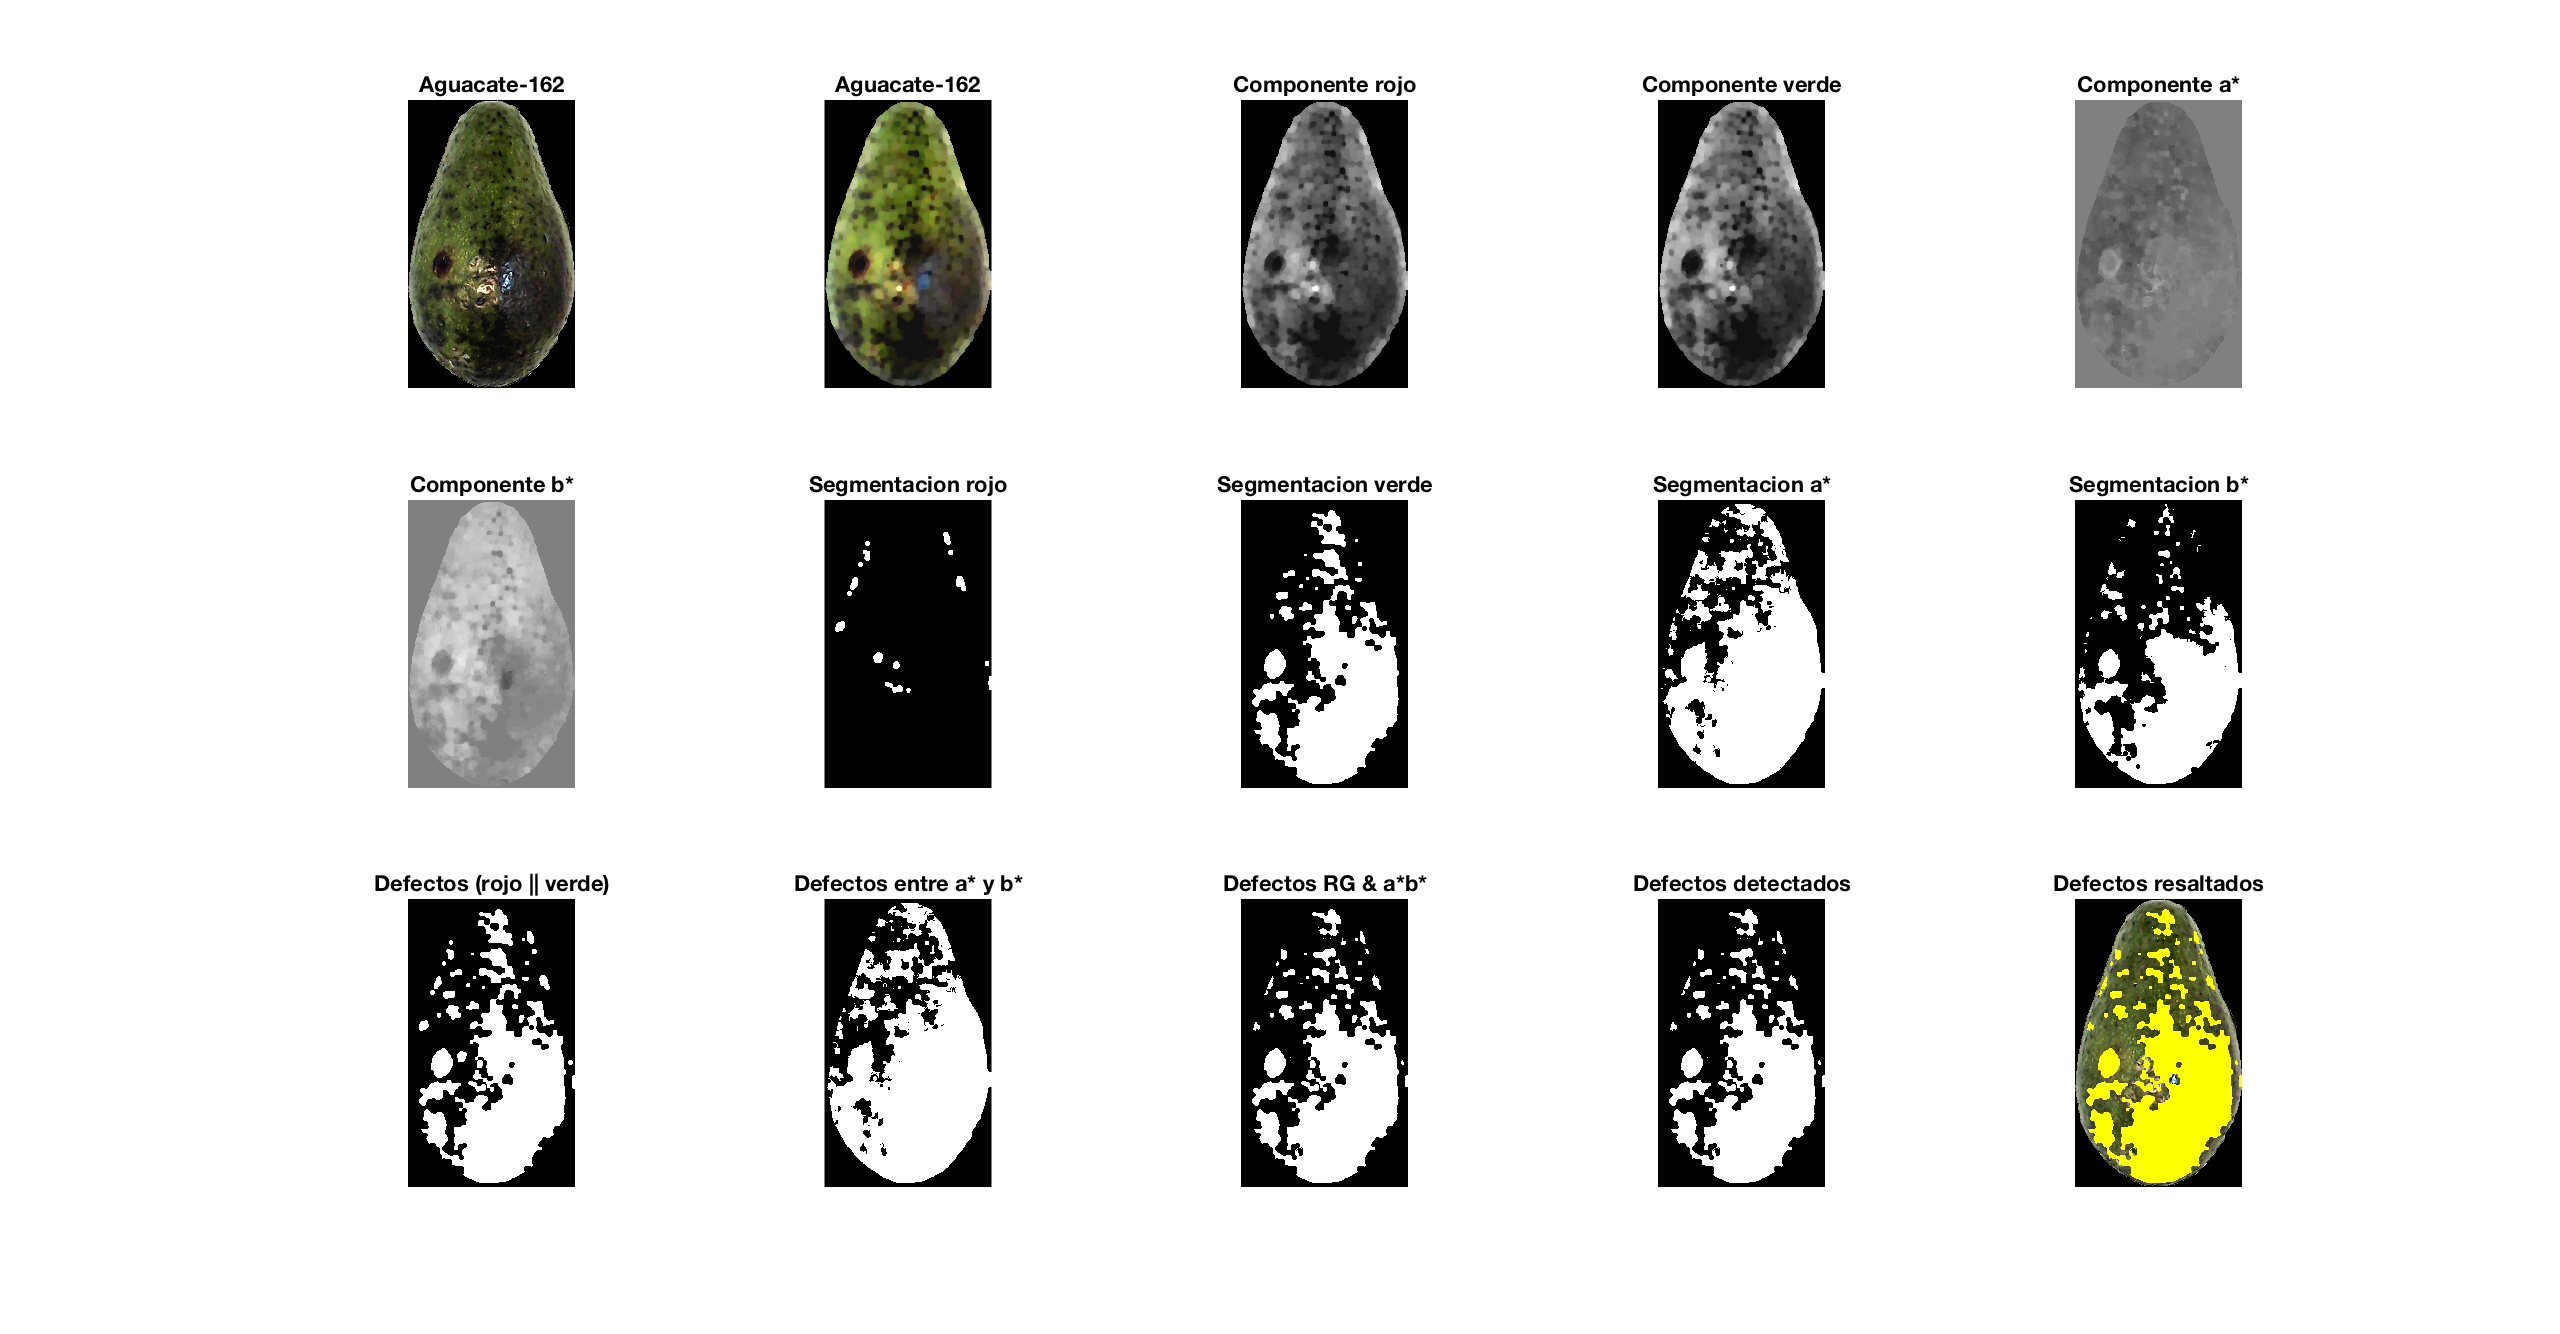 Aguacate-162
Aguacate-162
Componente rojo
Componente verde
Componente a*
Componente b*
Segmentacion rojo
Segmentacion verde
Segmentacion a*
Segmentacion b*
Defectos (rojo || verde)
Defectos entre a* y b*
Defectos RG & a*b*
Defectos detectados
Defectos resaltados